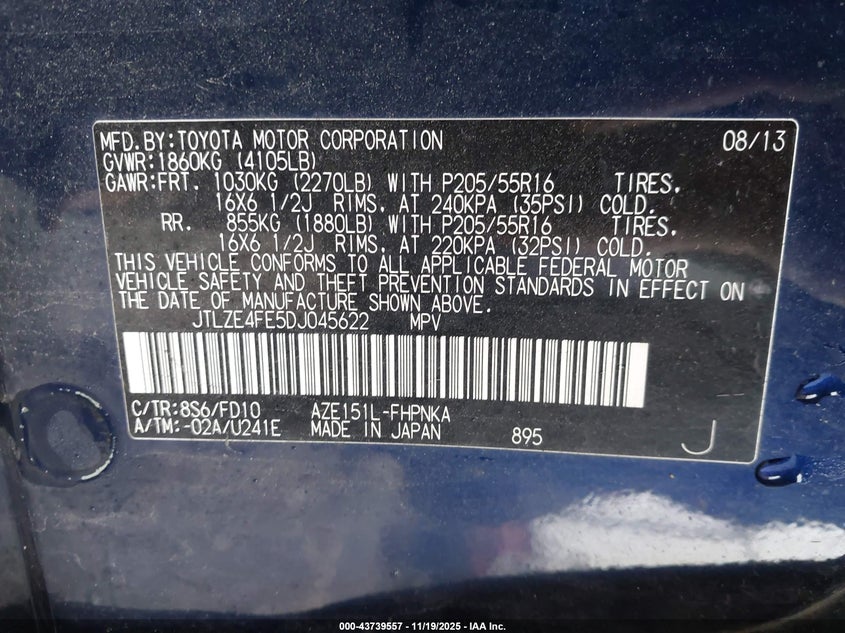 MFD.BY:TOYOTA MOTOR CORPORATION 08/13
GVWR:1860KG (4105LB)
GAWR:FRT. 1030KG (2270LB) WITH P205/55R16 TIRES,
16X6 1/2J RIMS, AT 240KPA (35PSI) COLD.
RR. 855KG (1880LB) WITH P205/55R16 TIRES,
16X6 1/2J RIMS, AT 220KPA (32PSI) COLD.
THIS VEHICLE CONFORMS TO ALL APPLICABLE FEDERAL MOTOR
VEHICLE SAFETY AND THEFT PREVENTION STANDARDS IN EFFECT ON
THE DATE OF MANUFACTURE SHOWN ABOVE.
JTLZE4FE5DJ045622 MPV
C/TR:8S6/FD10 AZE151L-FHPNKA
A/TM:-02A/U241E MADE IN JAPAN 895 J
000-43739557 - 11/19/2025 - IAA Inc.